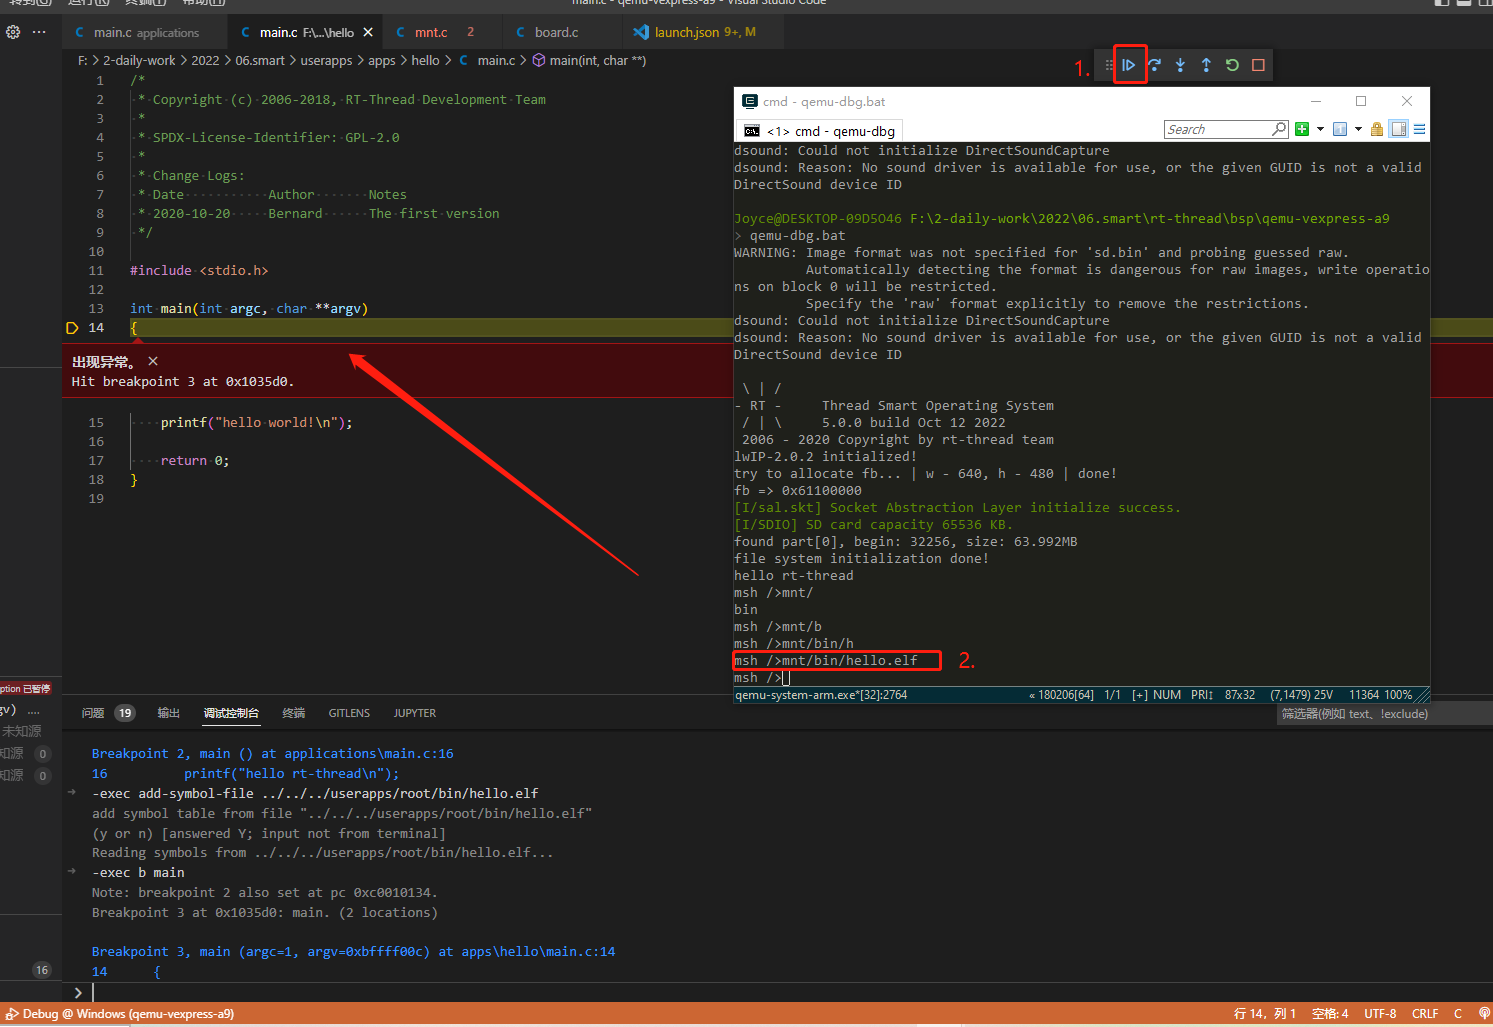 转到(G) 运行(R) 终端(T) 帮助(H)
main.c - qemu-vexpress-a9 - Visual Studio Code
main.c applications
main.c F:\...\hello
mnt.c 2
board.c
launch.json 9+, M
F: > 2-daily-work > 2022 > 06.smart > userapps > apps > hello > C main.c > main(int, char **)
1.
1 /*
2 * Copyright (c) 2006-2018, RT-Thread Development Team
3 *
4 * SPDX-License-Identifier: GPL-2.0
5 *
6 * Change Logs:
7 * Date Author Notes
8 * 2020-10-20 Bernard The first version
9 */
10
11 #include <stdio.h>
12
13 int main(int argc, char **argv)
14 {
出现异常。
Hit breakpoint 3 at 0x1035d0.
15 printf("hello world!\n");
16
17 return 0;
18 }
19
cmd - qemu-dbg.bat
<1> cmd - qemu-dbg
Search
dsound: Could not initialize DirectSoundCapture
dsound: Reason: No sound driver is available for use, or the given GUID is not a valid
DirectSound device ID
Joyce@DESKTOP-09D5O46 F:\2-daily-work\2022\06.smart\rt-thread\bsp\qemu-vexpress-a9
> qemu-dbg.bat
WARNING: Image format was not specified for 'sd.bin' and probing guessed raw.
Automatically detecting the format is dangerous for raw images, write operatio
ns on block 0 will be restricted.
Specify the 'raw' format explicitly to remove the restrictions.
dsound: Could not initialize DirectSoundCapture
dsound: Reason: No sound driver is available for use, or the given GUID is not a valid
DirectSound device ID
\ | /
- RT - Thread Smart Operating System
/ | \ 5.0.0 build Oct 12 2022
2006 - 2020 Copyright by rt-thread team
lwIP-2.0.2 initialized!
try to allocate fb... | w - 640, h - 480 | done!
fb => 0x61100000
[I/sal.skt] Socket Abstraction Layer initialize success.
[I/SDIO] SD card capacity 65536 KB.
found part[0], begin: 32256, size: 63.992MB
file system initialization done!
hello rt-thread
msh />mnt/
bin
msh />mnt/b
msh />mnt/bin/h
msh />mnt/bin/hello.elf
2.
msh />
qemu-system-arm.exe*[32]:2764 « 180206[64] 1/1 [+] NUM PRI↕ 87x32 (7,1479) 25V 11364 100%
ption 已暂停
gv) ....
未知源
知源 0
知源 0
16
问题 19 输出 调试控制台 终端 GITLENS JUPYTER
筛选器(例如 text、!exclude)
Breakpoint 2, main () at applications\main.c:16
16 printf("hello rt-thread\n");
-exec add-symbol-file ../../../userapps/root/bin/hello.elf
add symbol table from file "../../../userapps/root/bin/hello.elf"
(y or n) [answered Y; input not from terminal]
Reading symbols from ../../../userapps/root/bin/hello.elf...
-exec b main
Note: breakpoint 2 also set at pc 0xc0010134.
Breakpoint 3 at 0x1035d0: main. (2 locations)
Breakpoint 3, main (argc=1, argv=0xbffff00c) at apps\hello\main.c:14
14 {
Debug @ Windows (qemu-vexpress-a9)
行 14, 列 1 空格: 4 UTF-8 CRLF C